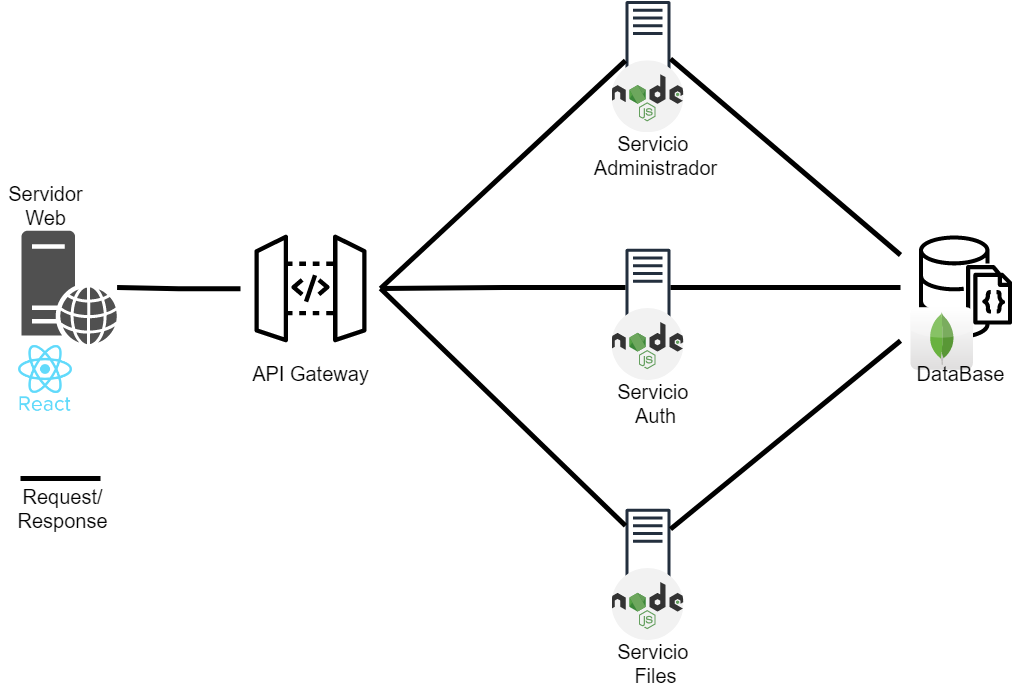 node
JS
Servicio
Administrador
Servidor
Web
</>
{}
node
JS
React
API Gateway
DataBase
Servicio
Auth
Request/
Response
node
JS
Servicio
Files